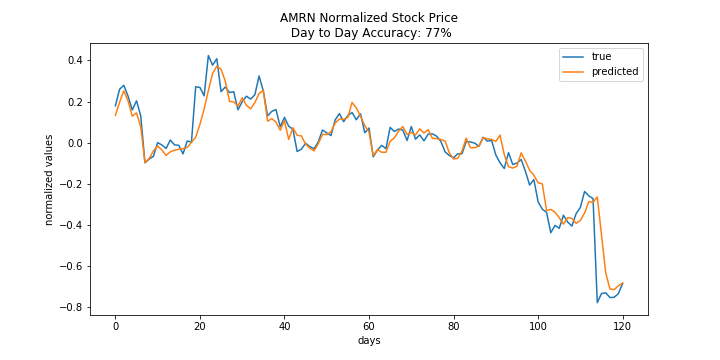 AMRN Normalized Stock Price
Day to Day Accuracy: 77%
true
predicted
normalized values
0.4
0.2
0.0
−0.2
−0.4
−0.6
−0.8
0
20
40
60
80
100
120
days